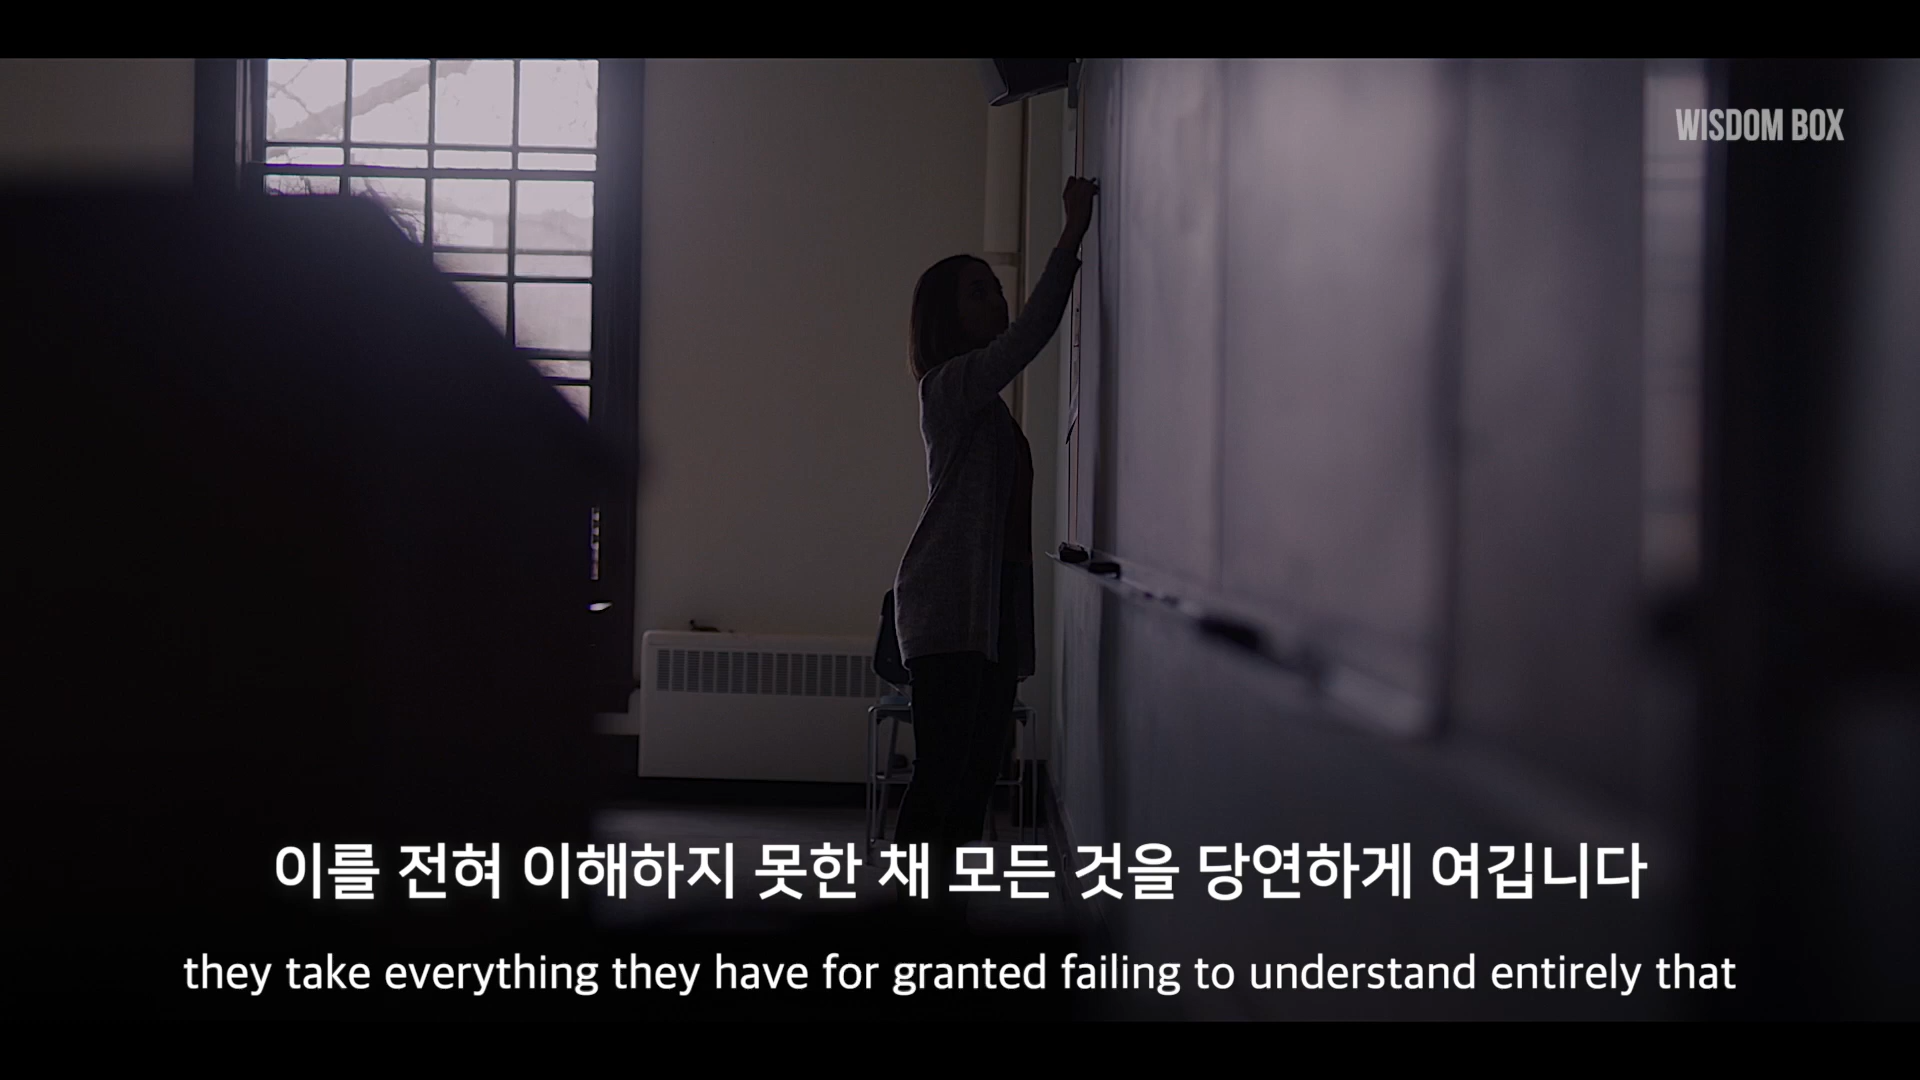 WISDOM BOX
이를 전혀 이해하지 못한 채 모든 것을 당연하게 여깁니다
they take everything they have for granted failing to understand entirely that